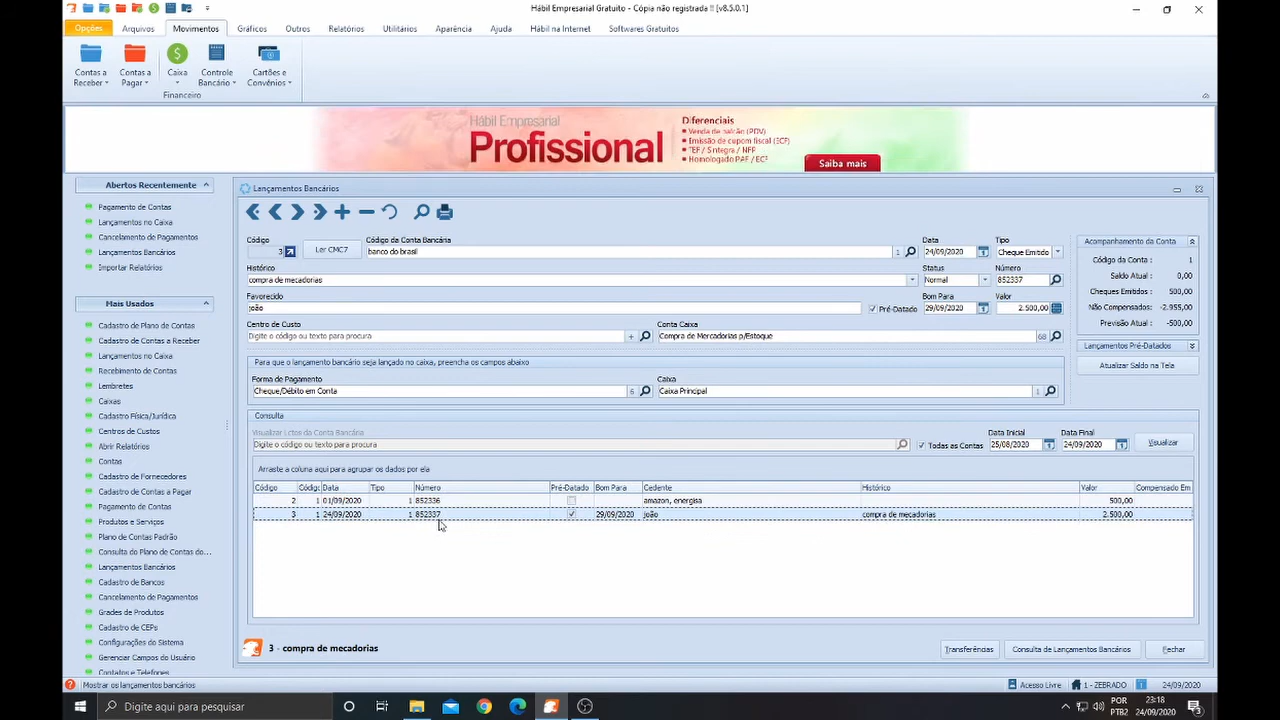 Hábil Empresarial Gratuito - Cópia não registrada !! [v8.5.0.1]
Opções Arquivos Movimentos Gráficos Outros Relatórios Utilitários Aparência Ajuda Hábil na Internet Softwares Gratuitos
Contas a Receber Contas a Pagar Caixa Controle Bancário Cartões e Convênios
Financeiro
Hábil Empresarial
Profissional
Diferenciais
Venda de balcão (PDV)
Emissão de cupom fiscal (ECF)
TEF / Sintegra / NFP
Homologado PAF / ECF
Saiba mais
Abertos Recentemente
Pagamento de Contas
Lançamentos no Caixa
Cancelamento de Pagamentos
Lançamentos Bancários
Importar Relatórios
Mais Usados
Cadastro de Plano de Contas
Cadastro de Contas a Receber
Lançamentos no Caixa
Recebimento de Contas
Lembretes
Caixas
Cadastro Física/Jurídica
Centros de Custos
Abrir Relatórios
Contas
Cadastro de Fornecedores
Cadastro de Contas a Pagar
Pagamento de Contas
Produtos e Serviços
Plano de Contas Padrão
Consulta do Plano de Contas do...
Lançamentos Bancários
Cadastro de Bancos
Cancelamento de Pagamentos
Grades de Produtos
Cadastro de CEPs
Configurações do Sistema
Gerenciar Campos do Usuário
Contatos e Telefones
Lançamentos Bancários
Código Código da Conta Bancária Data Tipo
3 Ler CMC7 banco do brasil 1 24/09/2020 Cheque Emitido
Histórico Status Número
compra de mecadorias Normal 852337
Favorecido Bom Para Valor
joão Pré-Datado 29/09/2020 2.500,00
Centro de Custo Conta Caixa
Digite o código ou texto para procura + Compra de Mercadorias p/Estoque 68
Para que o lançamento bancário seja lançado no caixa, preencha os campos abaixo
Forma de Pagamento Caixa
Cheque/Débito em Conta 6 Caixa Principal 1
Acompanhamento da Conta
Código da Conta : 1
Saldo Atual : 0,00
Cheques Emitidos : 500,00
Não Compensados : -2.955,00
Previsão Atual : -500,00
Lançamentos Pré-Datados
Atualizar Saldo na Tela
Consulta
Visualizar Lctos da Conta Bancária Data Inicial Data Final
Digite o código ou texto para procura Todas as Contas 25/08/2020 24/09/2020 Visualizar
Arraste a coluna aqui para agrupar os dados por ela
Código Códig Data Tipo Número Pré-Datado Bom Para Cedente Histórico Valor Compensado Em
2 1 01/09/2020 1 852336 amazon, energisa 500,00
3 1 24/09/2020 1 852337 29/09/2020 joão compra de mecadorias 2.500,00
3 - compra de mecadorias
Transferências Consulta de Lançamentos Bancários Fechar
Mostrar os lançamentos bancários Acesso Livre 1 - ZEBRADO 24/09/2020
Digite aqui para pesquisar
POR
PTB2
23:18
24/09/2020
3